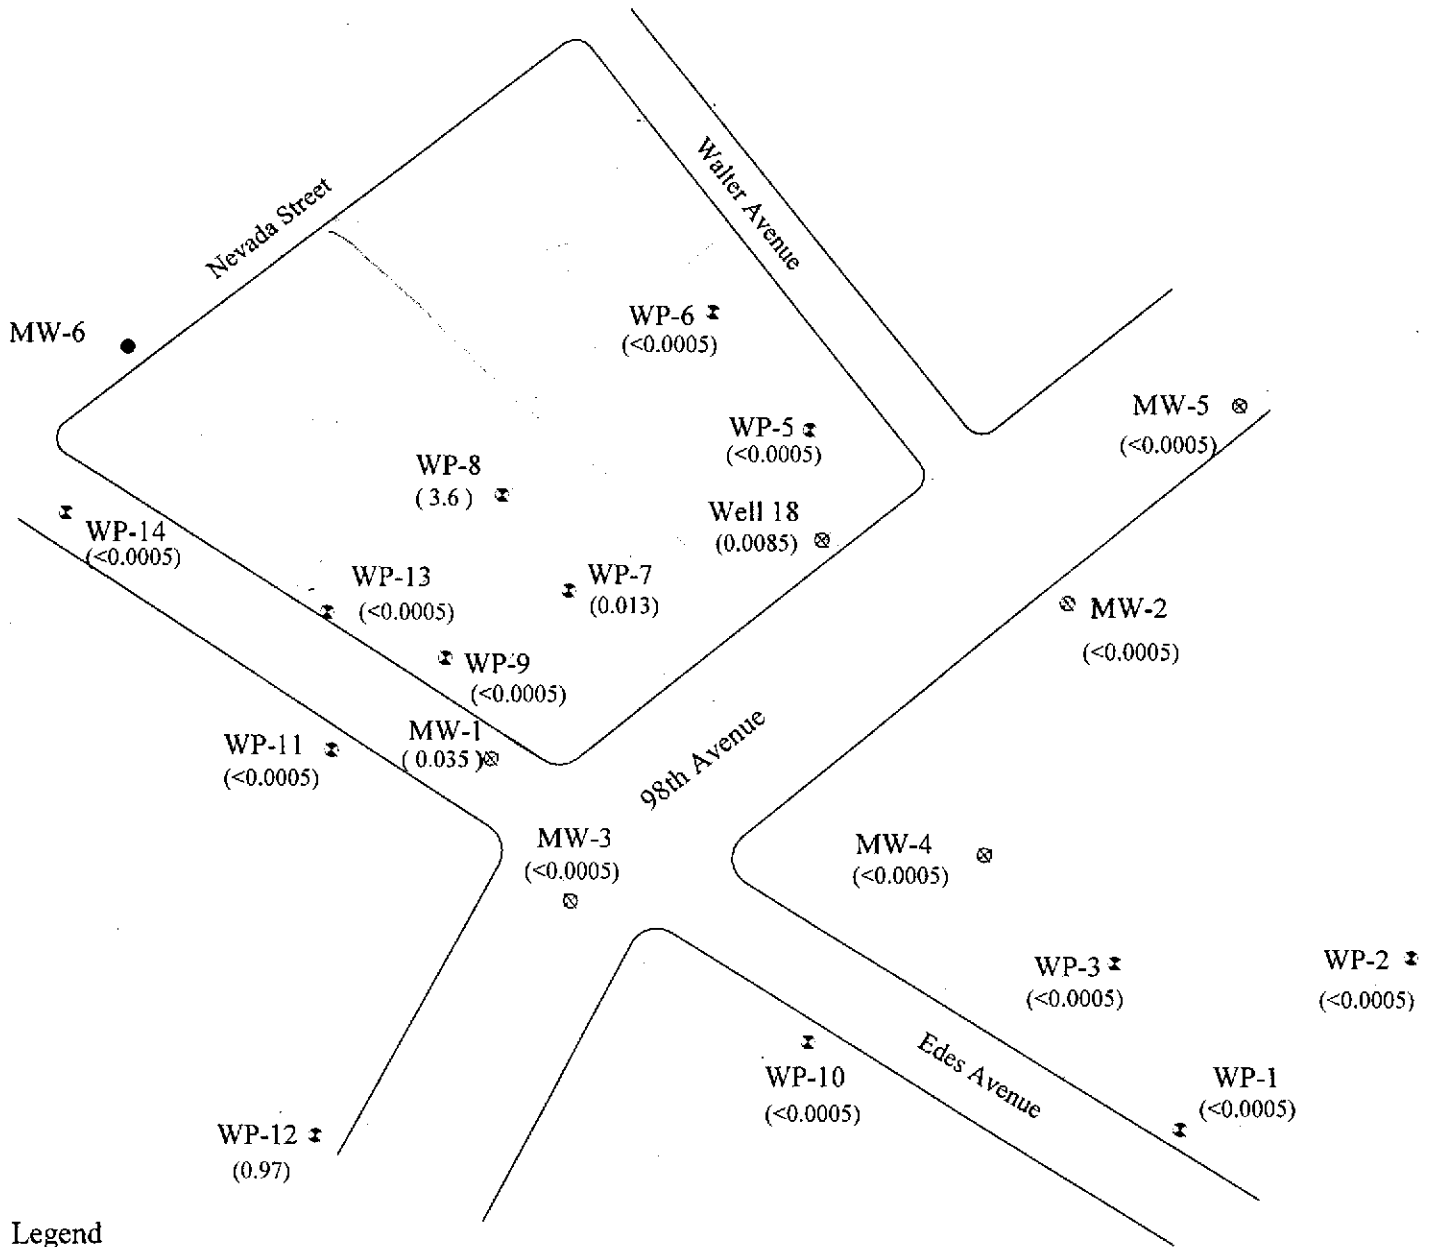 Walter Avenue
Nevada Street
MW-6
WP-6
(<0.0005)
MW-5
(<0.0005)
WP-5
(<0.0005)
WP-8
( 3.6 )
Well 18
(0.0085)
WP-14
(<0.0005)
WP-13
(<0.0005)
WP-7
(0.013)
MW-2
(<0.0005)
WP-9
(<0.0005)
MW-1
( 0.035 )
WP-11
(<0.0005)
98th Avenue
MW-3
(<0.0005)
MW-4
(<0.0005)
WP-3
(<0.0005)
WP-2
(<0.0005)
Edes Avenue
WP-10
(<0.0005)
WP-1
(<0.0005)
WP-12
(0.97)
Legend